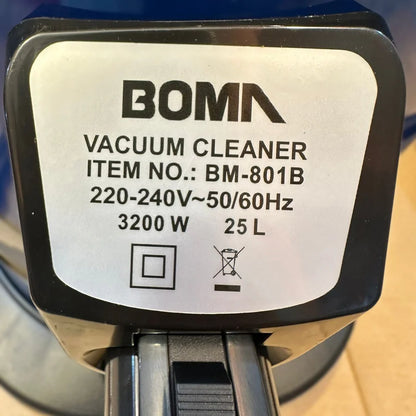 BOMA
VACUUM CLEANER
ITEM NO.: BM-801B
220-240V~50/60Hz
3200 W 25 L